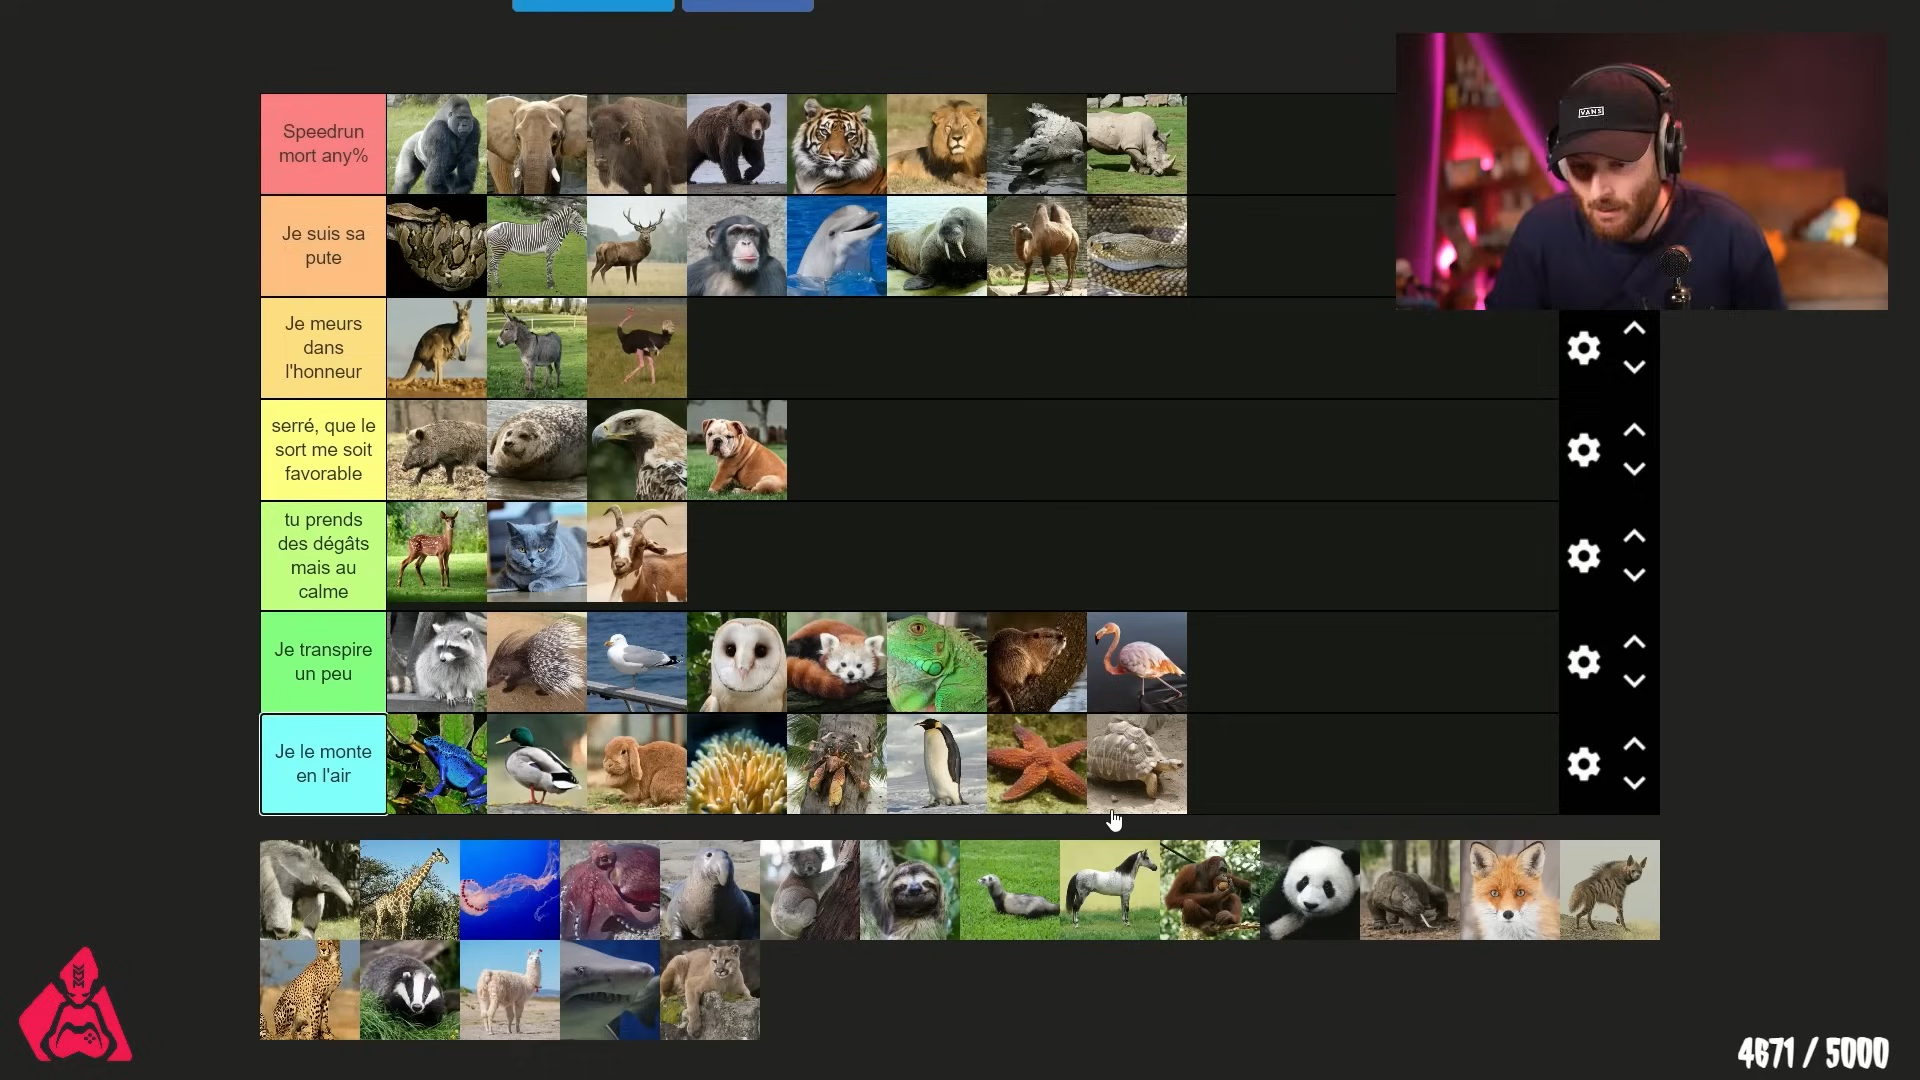 VANS
Speedrun
mort any%
Je suis sa
pute
Je meurs
dans
l'honneur
serré, que le
sort me soit
favorable
tu prends
des dégâts
mais au
calme
Je transpire
un peu
Je le monte
en l'air
4671 / 5000